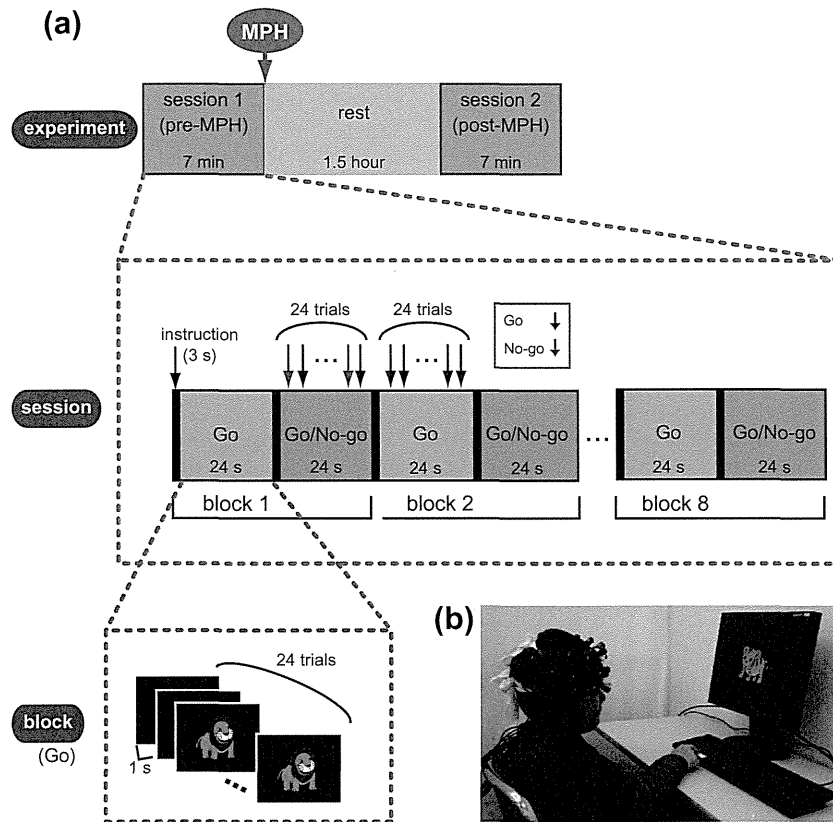 (a)
MPH
experiment
session 1
(pre-MPH)
7 min
rest
1.5 hour
session 2
(post-MPH)
7 min
24 trials
24 trials
instruction
(3 s)
Go
No-go
session
Go
24 s
Go/No-go
24 s
Go
24 s
Go/No-go
24 s
Go
24 s
Go/No-go
24 s
block 1
block 2
block 8
block
(Go)
24 trials
1 s
(b)